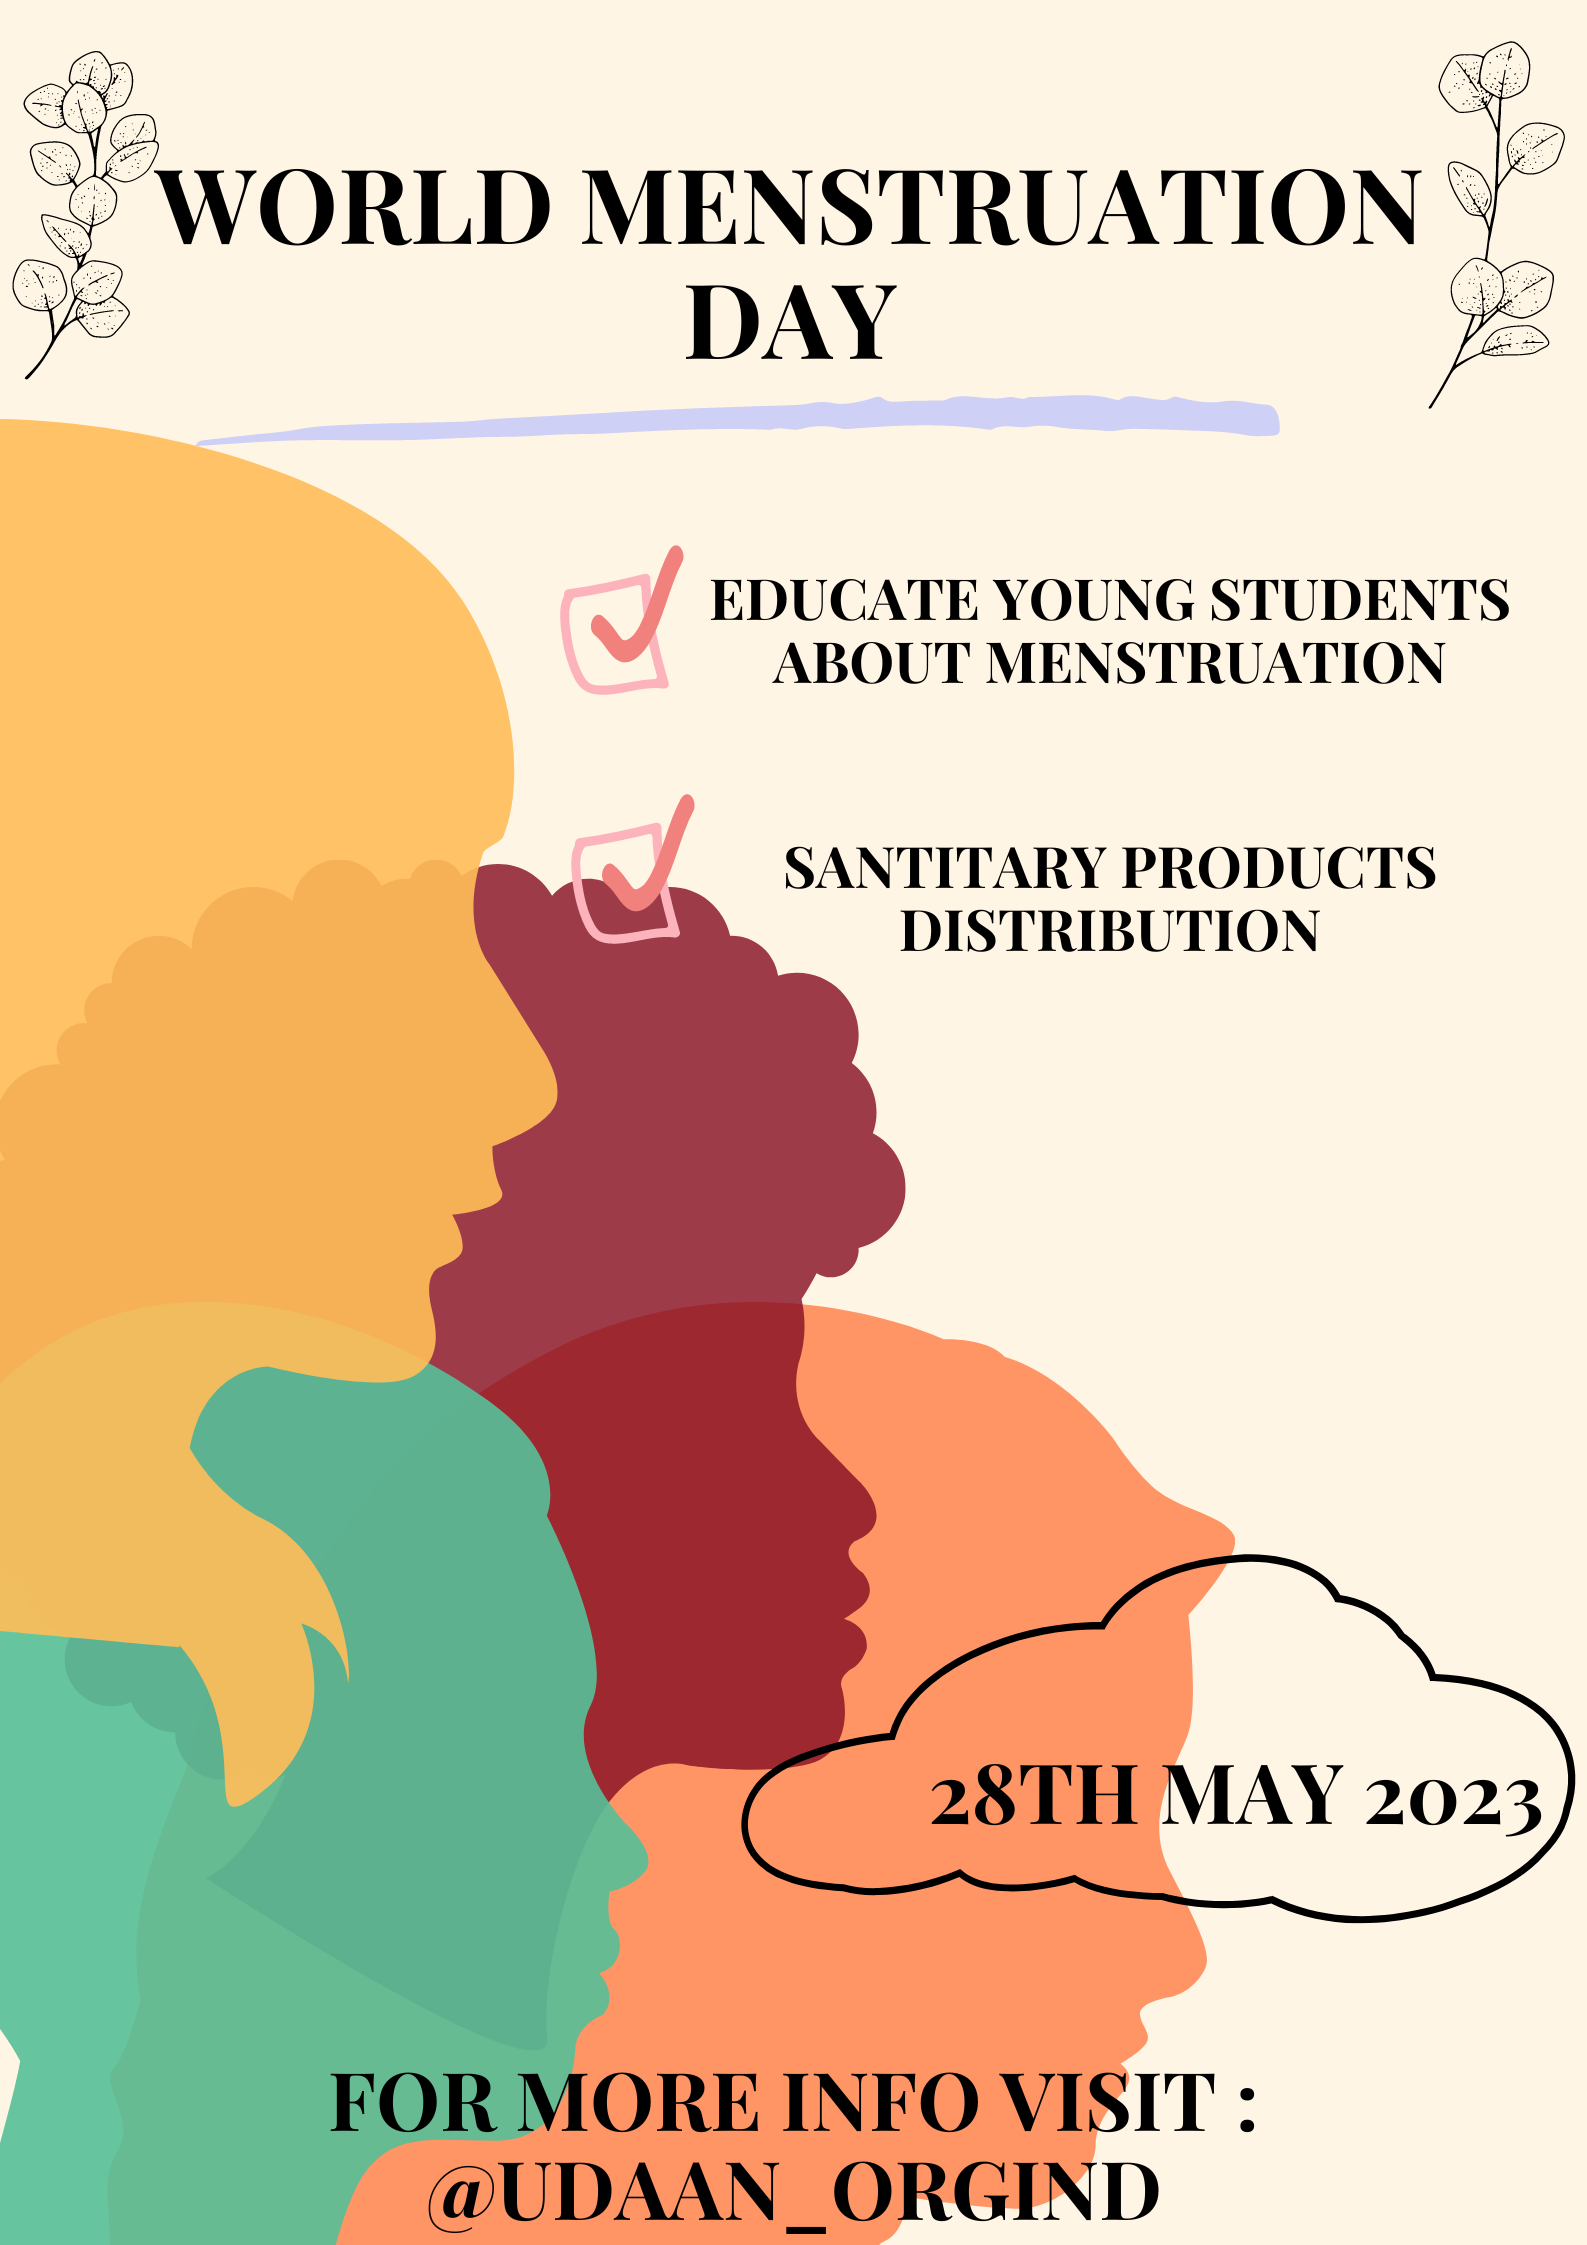 WORLD MENSTRUATION
DAY
EDUCATE YOUNG STUDENTS
ABOUT MENSTRUATION
SANTITARY PRODUCTS
DISTRIBUTION
28TH MAY 2023
FOR MORE INFO VISIT :
@UDAAN_ORGIND